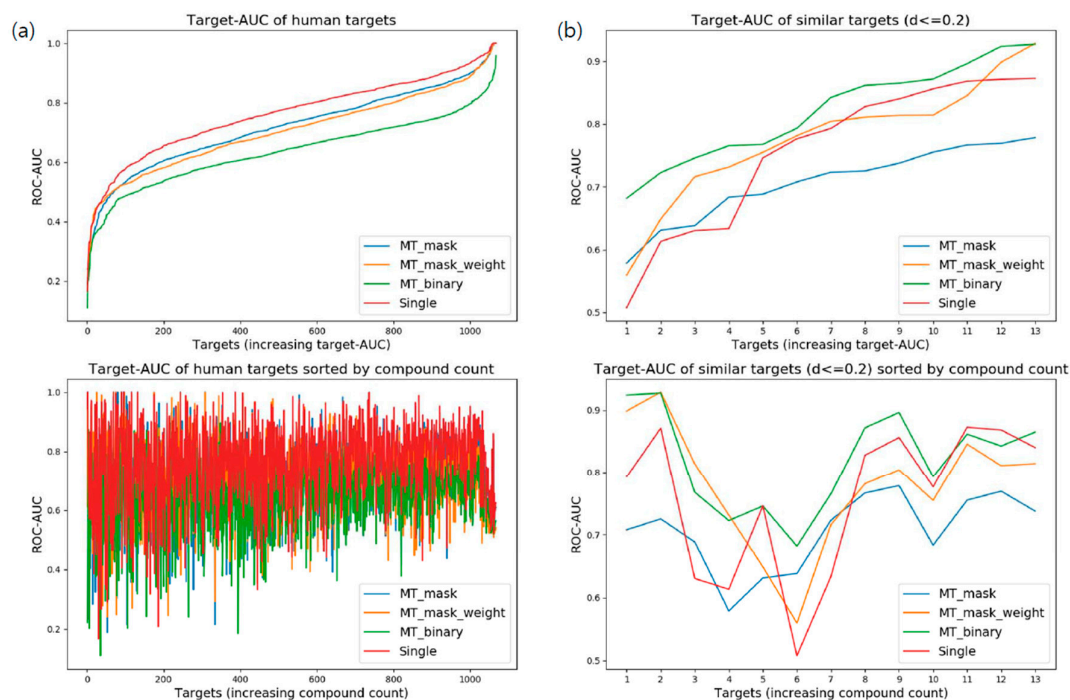 (a)
Target-AUC of human targets
1.0
0.8
0.6
0.4
0.2
ROC-AUC
MT_mask
MT_mask_weight
MT_binary
Single
0 200 400 600 800 1000
Targets (increasing target-AUC)
(b)
Target-AUC of similar targets (d<=0.2)
0.9
0.8
0.7
0.6
0.5
ROC-AUC
MT_mask
MT_mask_weight
MT_binary
Single
1 2 3 4 5 6 7 8 9 10 11 12 13
Targets (increasing target-AUC)
Target-AUC of human targets sorted by compound count
1.0
0.8
0.6
0.4
0.2
ROC-AUC
MT_mask
MT_mask_weight
MT_binary
Single
0 200 400 600 800 1000
Targets (increasing compound count)
Target-AUC of similar targets (d<=0.2) sorted by compound count
0.9
0.8
0.7
0.6
0.5
ROC-AUC
MT_mask
MT_mask_weight
MT_binary
Single
1 2 3 4 5 6 7 8 9 10 11 12 13
Targets (increasing compound count)